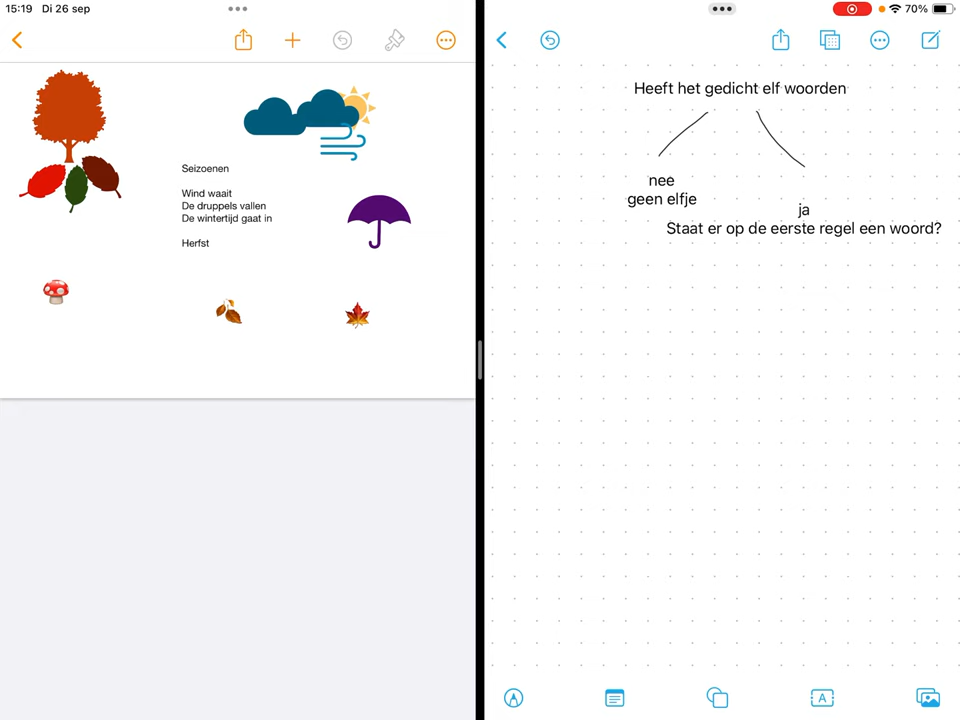 15:19 Di 26 sep
70%
Seizoenen
Wind waait
De druppels vallen
De wintertijd gaat in
Herfst
Heeft het gedicht elf woorden
nee
geen elfje
ja
Staat er op de eerste regel een woord?
A